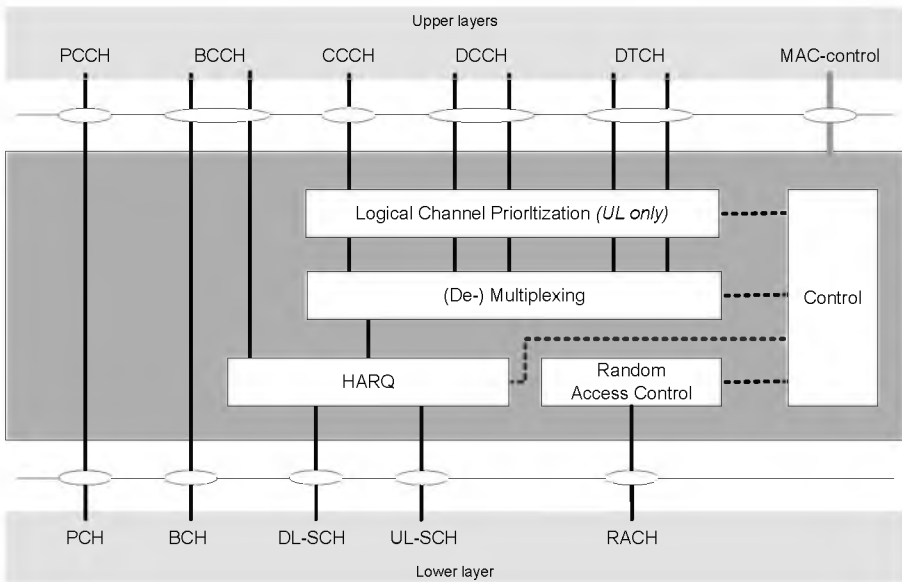 Upper layers
PCCH BCCH CCCH DCCH DTCH MAC-control
Logical Channel Prioritization (UL only)
(De-) Multiplexing
Control
HARQ
Random
Access Control
PCH BCH DL-SCH UL-SCH RACH
Lower layer